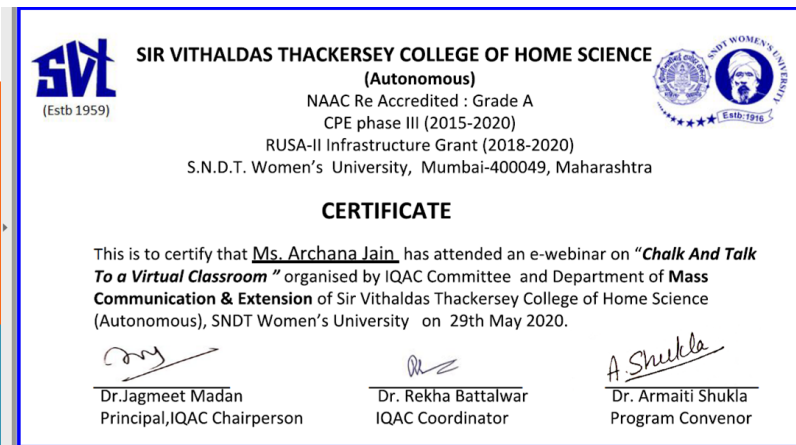 SVT
(Estb 1959)
SIR VITHALDAS THACKERSEY COLLEGE OF HOME SCIENCE
(Autonomous)
NAAC Re Accredited : Grade A
CPE phase III (2015-2020)
RUSA-II Infrastructure Grant (2018-2020)
S.N.D.T. Women’s University, Mumbai-400049, Maharashtra
SNDT WOMEN'S UNIVERSITY
Estb:1916
CERTIFICATE
This is to certify that Ms. Archana Jain has attended an e-webinar on “Chalk And Talk
To a Virtual Classroom ” organised by IQAC Committee and Department of Mass
Communication & Extension of Sir Vithaldas Thackersey College of Home Science
(Autonomous), SNDT Women’s University on 29th May 2020.
A. Shukla
Dr.Jagmeet Madan Dr. Rekha Battalwar Dr. Armaiti Shukla
Principal,IQAC Chairperson IQAC Coordinator Program Convenor